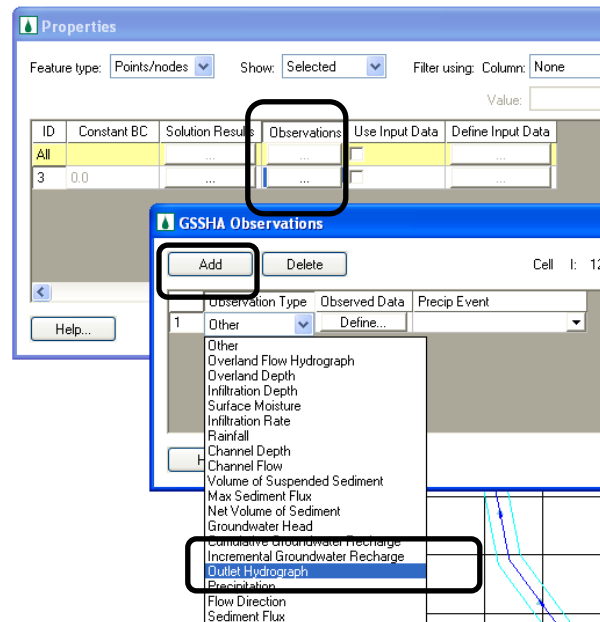 Properties
Feature type: Points/nodes Show: Selected Filter using: Column: None
Value:
ID Constant BC Solution Results Observations Use Input Data Define Input Data
All ... ... ...
3 0.0 ... ... ...
GSSHA Observations
Add Delete Cell I: 12
Observation Type Observed Data Precip Event
1 Other Define...
Help...
Other
Overland Flow Hydrograph
Overland Depth
Infiltration Depth
Surface Moisture
Infiltration Rate
Rainfall
Channel Depth
H
Channel Flow
Volume of Suspended Sediment
Max Sediment Flux
Net Volume of Sediment
Groundwater Head
Cumulative Groundwater Recharge
Incremental Groundwater Recharge
Outlet Hydrograph
Precipitation
Flow Direction
Sediment Flux